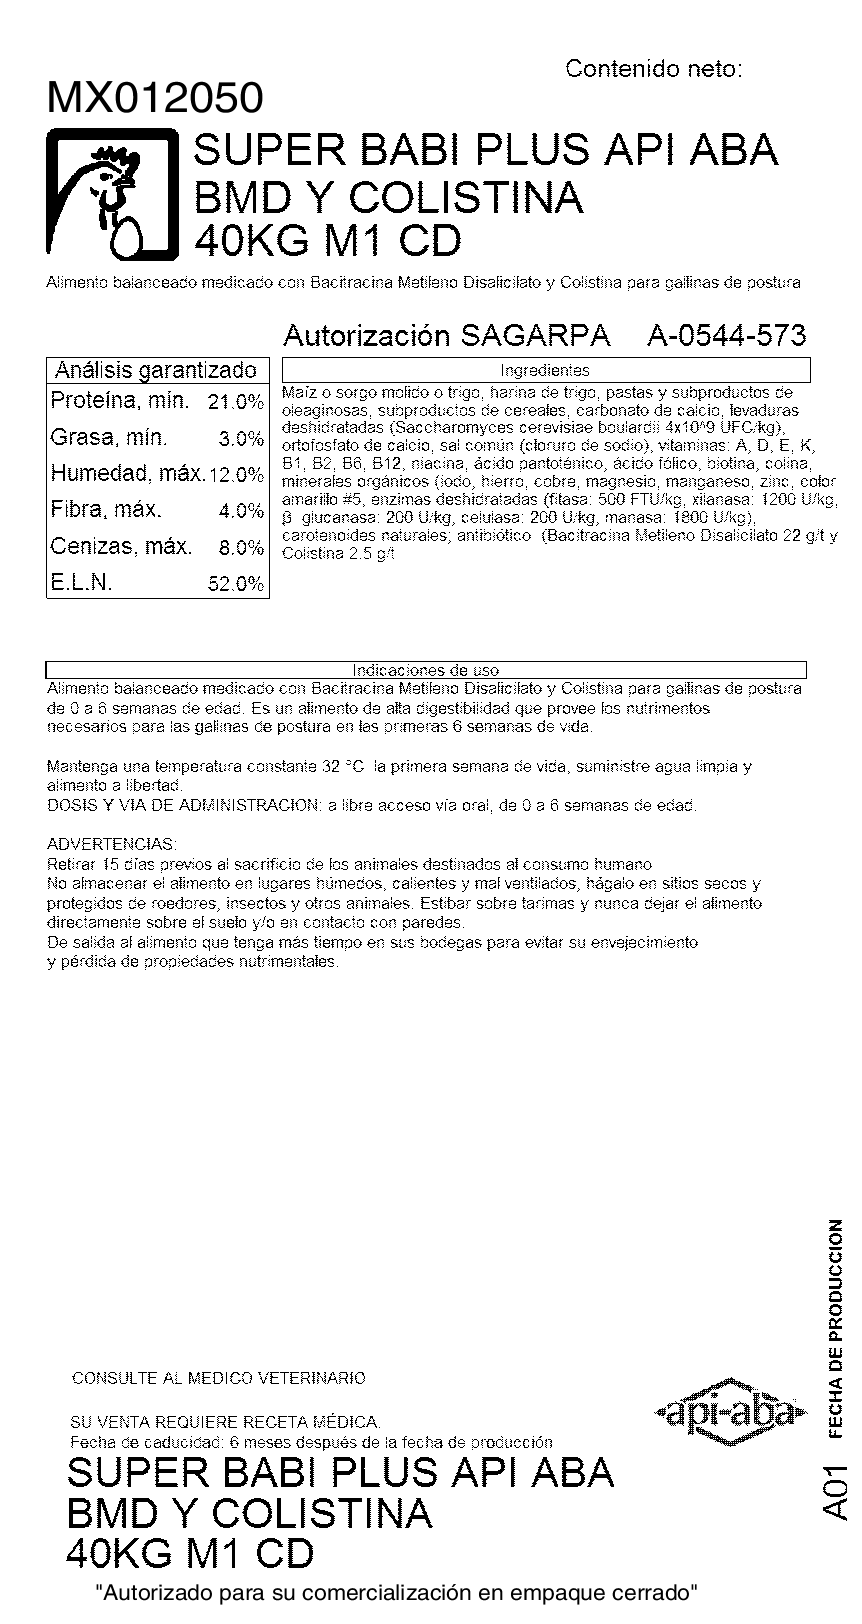 Contenido neto:
MX012050
SUPER BABI PLUS API ABA
BMD Y COLISTINA
40KG M1 CD
Alimento balanceado medicado con Bacitracina Metileno Disalicilato y Colistina para gallinas de postura
Autorización SAGARPA A-0544-573
Análisis garantizado
Proteína, mín. 21.0%
Grasa, mín. 3.0%
Humedad, máx. 12.0%
Fibra, máx. 4.0%
Cenizas, máx. 8.0%
E.L.N. 52.0%
Ingredientes
Maíz o sorgo molido o trigo, harina de trigo, pastas y subproductos de
oleaginosas, subproductos de cereales, carbonato de calcio, levaduras
deshidratadas (Saccharomyces cerevisiae boulardii 4x10^9 UFC/kg),
ortofosfato de calcio, sal común (cloruro de sodio), vitaminas: A, D, E, K,
B1, B2, B6, B12, niacina, ácido pantoténico, ácido fólico, biotina, colina,
minerales orgánicos (iodo, hierro, cobre, magnesio, manganeso, zinc, color
amarillo #5, enzimas deshidratadas (fitasa: 500 FTU/kg, xilanasa: 1200 U/kg,
β glucanasa: 200 U/kg, celulasa: 200 U/kg, manasa: 1800 U/kg),
carotenoides naturales; antibiótico (Bacitracina Metileno Disalicilato 22 g/t y
Colistina 2.5 g/t
Indicaciones de uso
Alimento balanceado medicado con Bacitracina Metileno Disalicilato y Colistina para gallinas de postura
de 0 a 6 semanas de edad. Es un alimento de alta digestibilidad que provee los nutrimentos
necesarios para las gallinas de postura en las primeras 6 semanas de vida.
Mantenga una temperatura constante 32 °C la primera semana de vida, suministre agua limpia y
alimento a libertad.
DOSIS Y VIA DE ADMINISTRACION: a libre acceso vía oral, de 0 a 6 semanas de edad.
ADVERTENCIAS:
Retirar 15 días previos al sacrificio de los animales destinados al consumo humano
No almacenar el alimento en lugares húmedos, calientes y mal ventilados, hágalo en sitios secos y
protegidos de roedores, insectos y otros animales. Estibar sobre tarimas y nunca dejar el alimento
directamente sobre el suelo y/o en contacto con paredes.
De salida al alimento que tenga más tiempo en sus bodegas para evitar su envejecimiento
y pérdida de propiedades nutrimentales.
FECHA DE PRODUCCION
A01
CONSULTE AL MEDICO VETERINARIO
api-aba
SU VENTA REQUIERE RECETA MÉDICA.
Fecha de caducidad: 6 meses después de la fecha de producción
SUPER BABI PLUS API ABA
BMD Y COLISTINA
40KG M1 CD
"Autorizado para su comercialización en empaque cerrado"